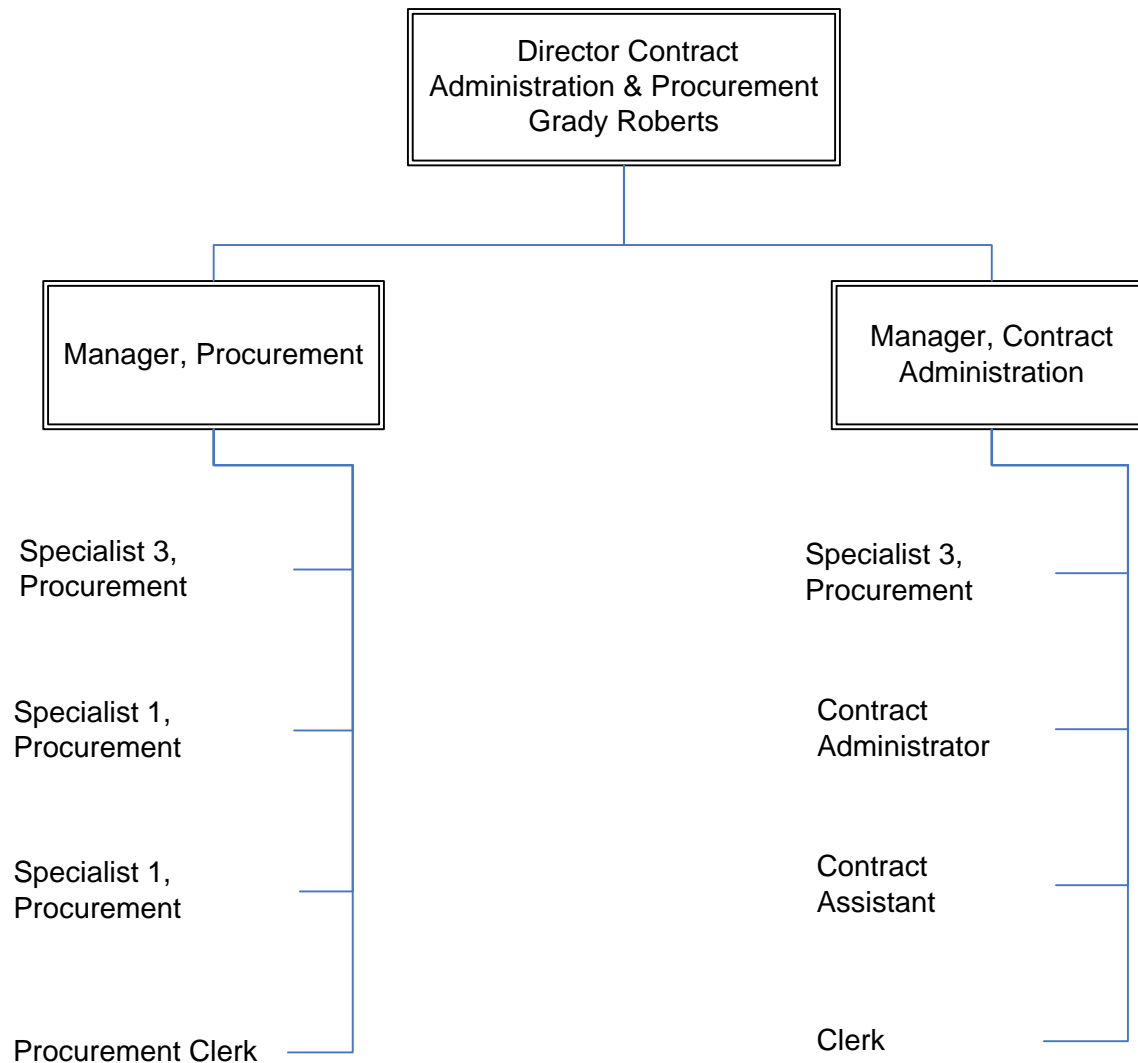 Director Contract
Administration & Procurement
Grady Roberts
Manager, Procurement
Manager, Contract
Administration
Specialist 3,
Procurement
Specialist 1,
Procurement
Specialist 1,
Procurement
Procurement Clerk
Specialist 3,
Procurement
Contract
Administrator
Contract
Assistant
Clerk